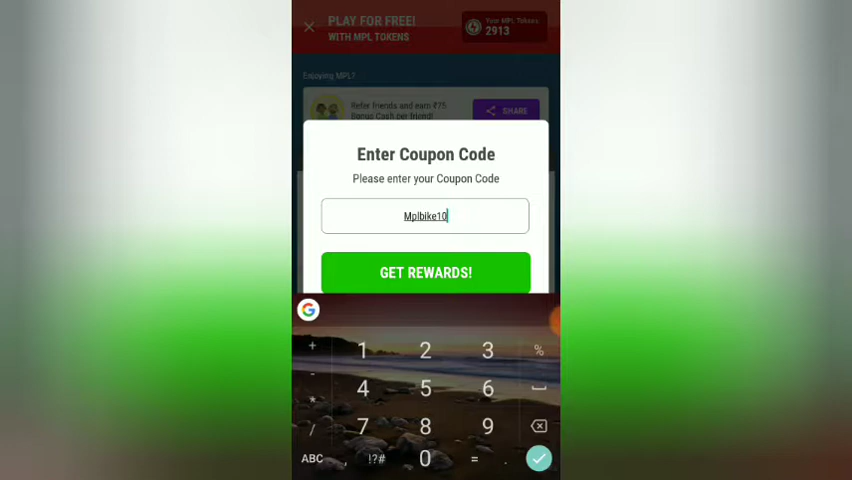 PLAY FOR FREE!
WITH MPL TOKENS
Your MPL Tokens
2913
Enjoying MPL?
Refer friends and earn ₹75
Bonus Cash per friend!
SHARE
Enter Coupon Code
Please enter your Coupon Code
Mplbike10
GET REWARDS!
+ 1 2 3 %
- 4 5 6
* 7 8 9
/
ABC , !?# 0 = .